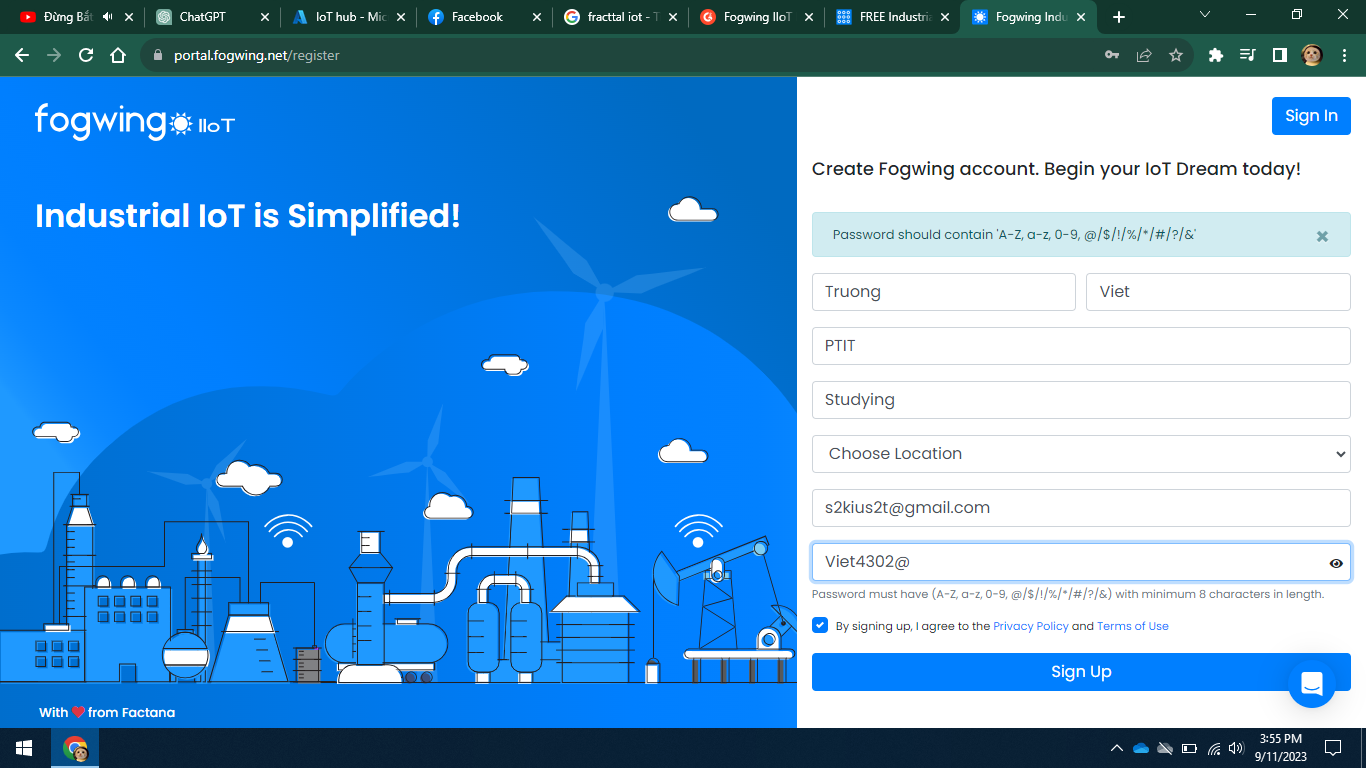 Đừng Bắt
ChatGPT
IoT hub - Mic
Facebook
fracttal iot - T
Fogwing IIoT
FREE Industria
Fogwing Indu
portal.fogwing.net/register
fogwing IIoT
Sign In
Create Fogwing account. Begin your IoT Dream today!
Industrial IoT is Simplified!
Password should contain 'A-Z, a-z, 0-9, @/$/!/%/*/#/?/&'
Truong
Viet
PTIT
Studying
Choose Location
s2kius2t@gmail.com
Viet4302@
Password must have (A-Z, a-z, 0-9, @/$/!/%/*/#/?/&) with minimum 8 characters in length.
By signing up, I agree to the Privacy Policy and Terms of Use
Sign Up
With ❤ from Factana
3:55 PM
9/11/2023